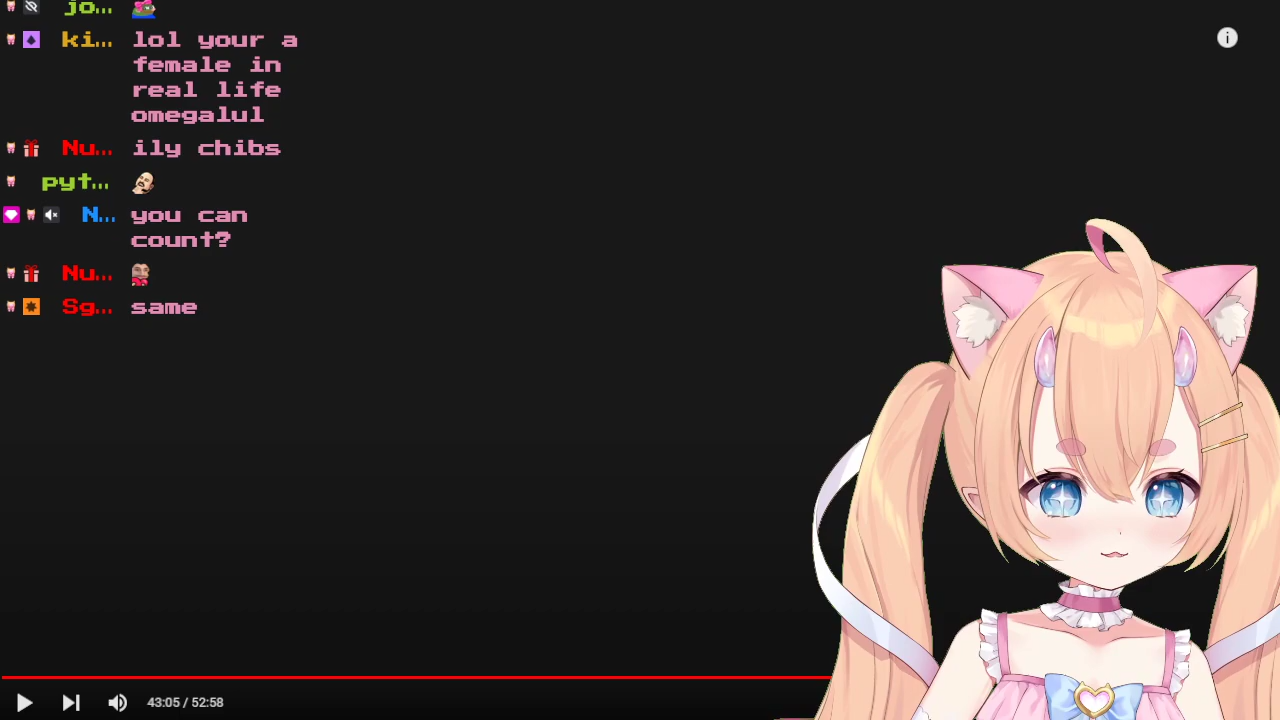 jo...
ki... lol your a
female in
real life
omegalul
Nu... ily chibs
pyt...
N... you can
count?
Nu...
Sg... same
43:05 / 52:58